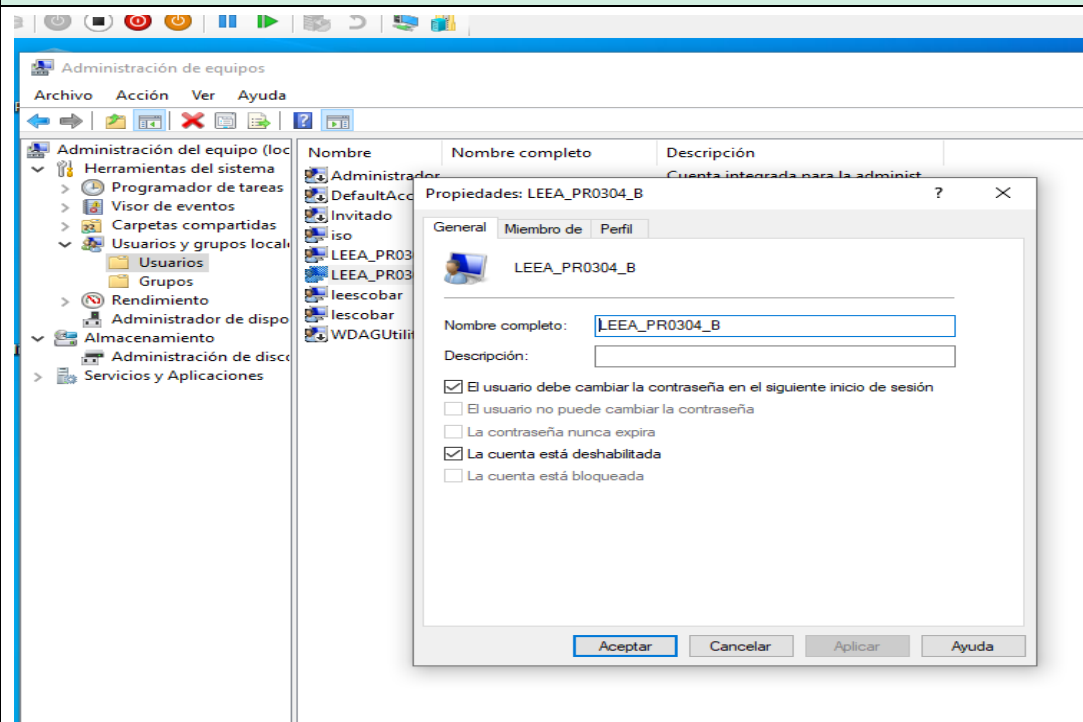 Administración de equipos
Archivo Acción Ver Ayuda
Administración del equipo (loc
Herramientas del sistema
Programador de tareas
Visor de eventos
Carpetas compartidas
Usuarios y grupos local
Usuarios
Grupos
Rendimiento
Administrador de dispo
Almacenamiento
Administración de disc
Servicios y Aplicaciones
Nombre Nombre completo Descripción
Administrador Cuenta integrada para la administ
DefaultAcc
Invitado
iso
LEEA_PR03
LEEA_PR03
leescobar
lescobar
WDAGUtilit
Propiedades: LEEA_PR0304_B ?
General Miembro de Perfil
LEEA_PR0304_B
Nombre completo: LEEA_PR0304_B
Descripción:
El usuario debe cambiar la contraseña en el siguiente inicio de sesión
El usuario no puede cambiar la contraseña
La contraseña nunca expira
La cuenta está deshabilitada
La cuenta está bloqueada
Aceptar Cancelar Aplicar Ayuda